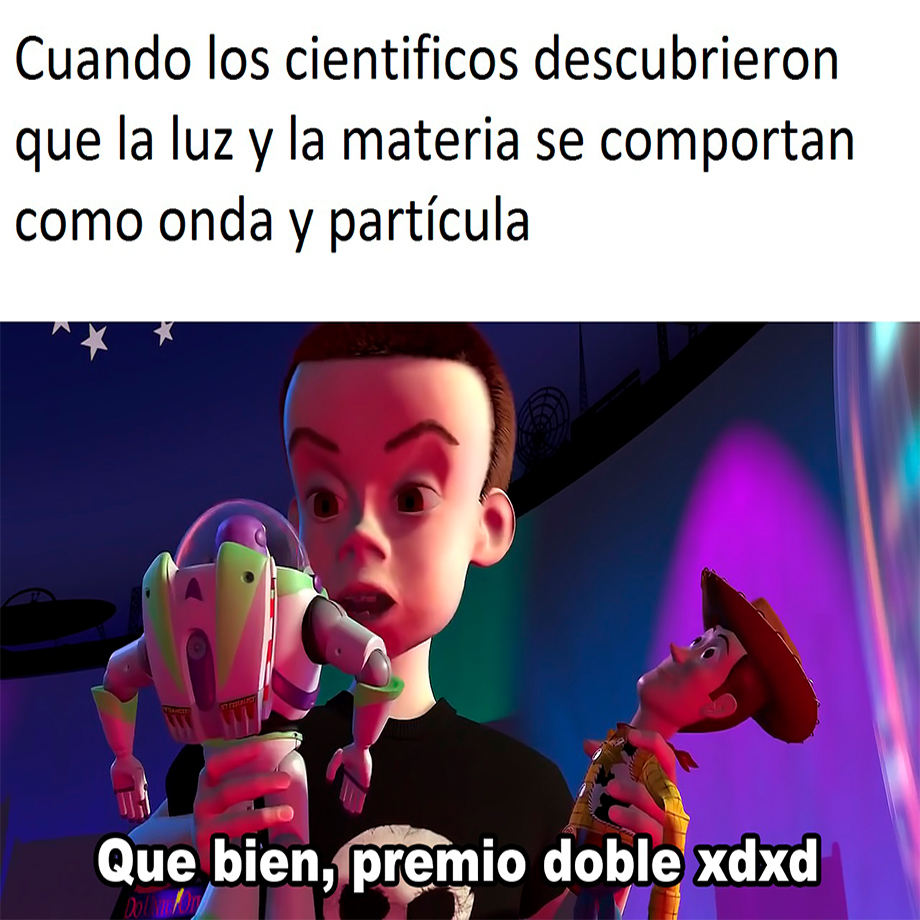 Cuando los cientificos descubrieron
que la luz y la materia se comportan
como onda y partícula
Que bien, premio doble xdxd